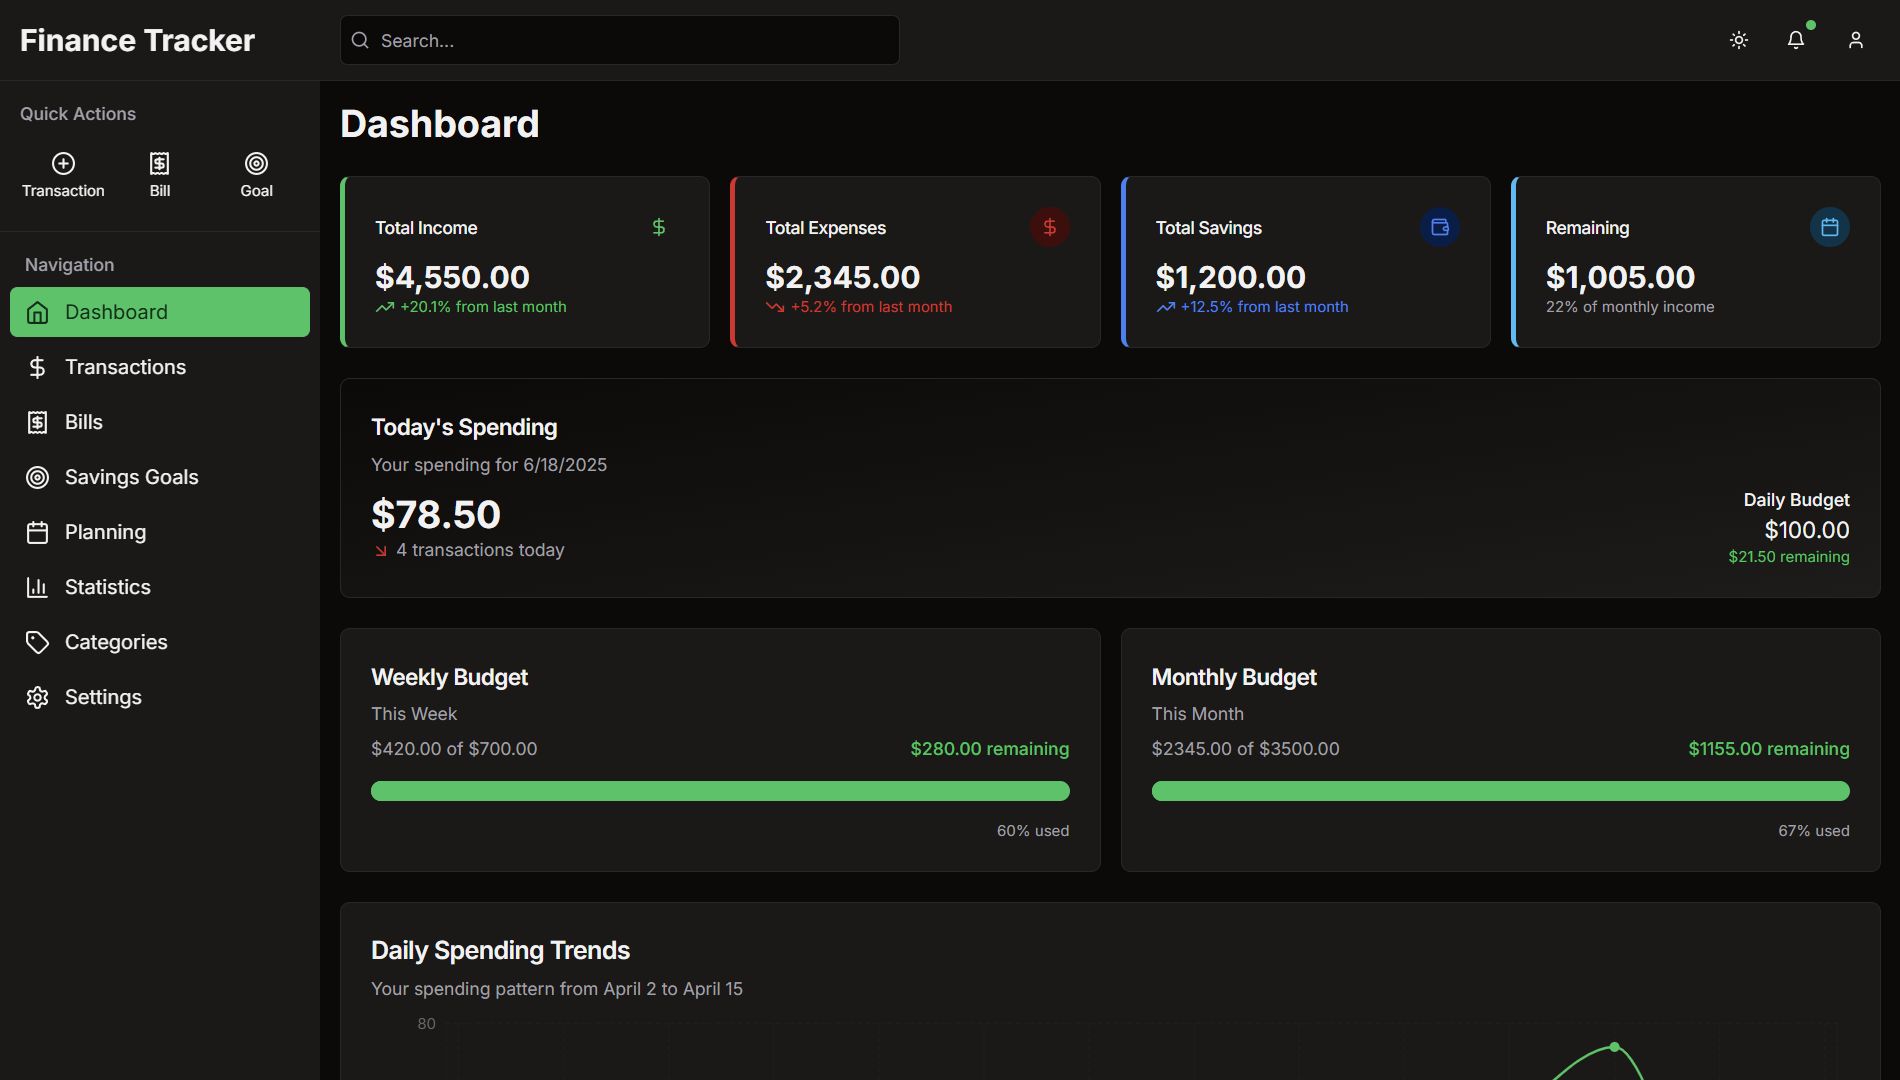 Finance Tracker
Search...
Quick Actions
Transaction
Bill
Goal
Navigation
Dashboard
Transactions
Bills
Savings Goals
Planning
Statistics
Categories
Settings
Dashboard
Total Income
$4,550.00
+20.1% from last month
Total Expenses
$2,345.00
+5.2% from last month
Total Savings
$1,200.00
+12.5% from last month
Remaining
$1,005.00
22% of monthly income
Today's Spending
Your spending for 6/18/2025
$78.50
4 transactions today
Daily Budget
$100.00
$21.50 remaining
Weekly Budget
This Week
$420.00 of $700.00
$280.00 remaining
60% used
Monthly Budget
This Month
$2345.00 of $3500.00
$1155.00 remaining
67% used
Daily Spending Trends
Your spending pattern from April 2 to April 15
80